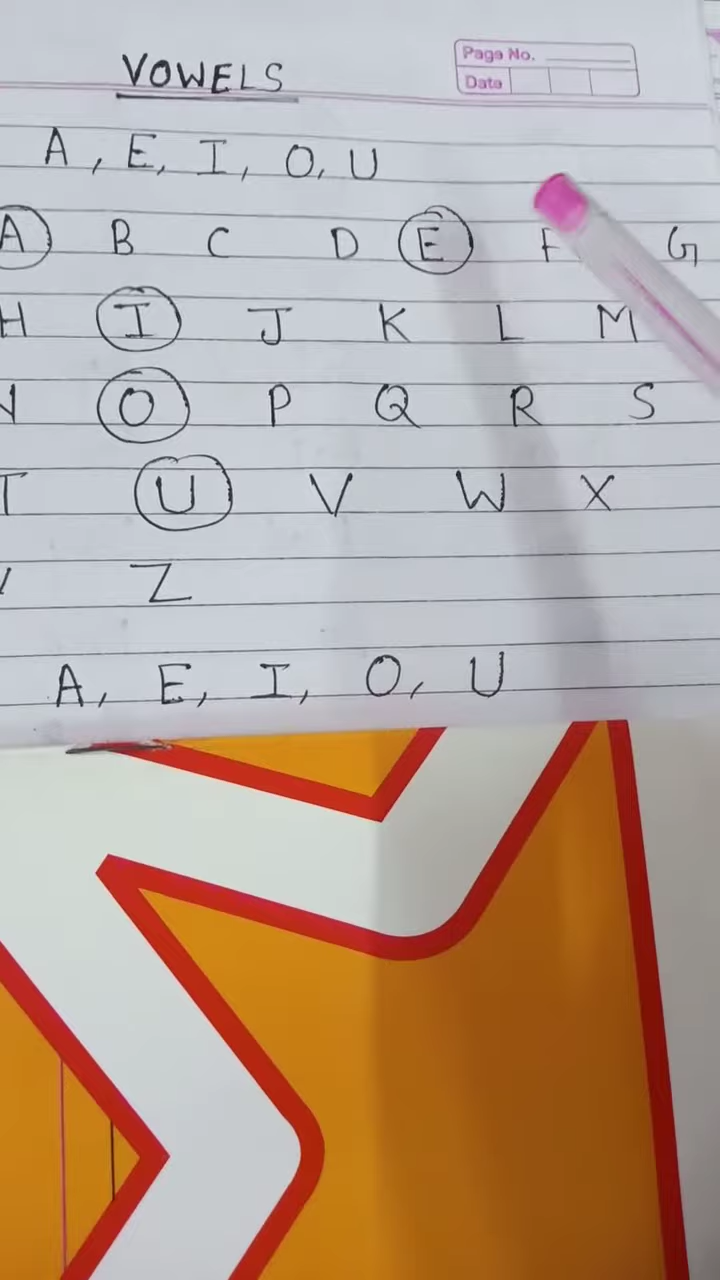 VOWELS
Page No.
Date
A, E, I, O, U
A B C D E F G
H I J K L M
N O P Q R S
T U V W X
Y Z
A, E, I, O, U